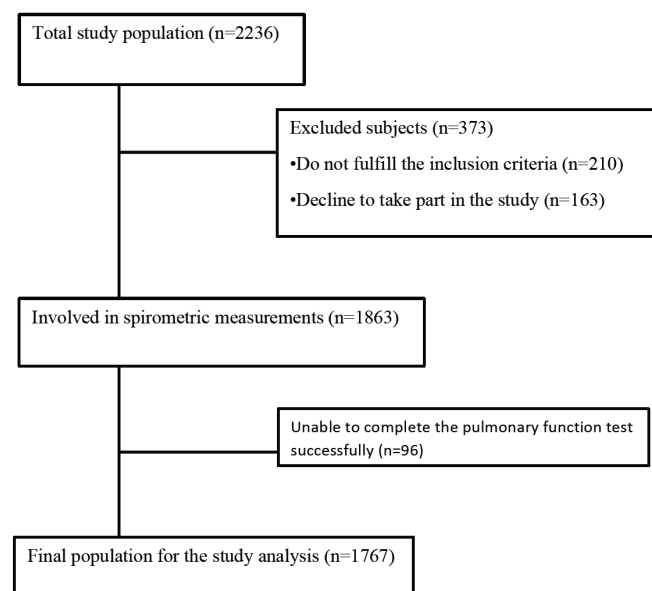 Total study population (n=2236)
Excluded subjects (n=373)
•Do not fulfill the inclusion criteria (n=210)
•Decline to take part in the study (n=163)
Involved in spirometric measurements (n=1863)
Unable to complete the pulmonary function test
successfully (n=96)
Final population for the study analysis (n=1767)